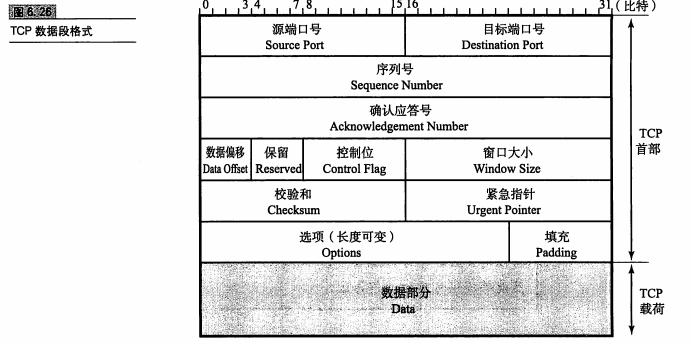 图 6.26
TCP 数据段格式
0 3 4 7 8 15 16 31 (比特)
源端口号 目标端口号
Source Port Destination Port
序列号
Sequence Number
确认应答号
Acknowledgement Number
数据偏移 保留 控制位 窗口大小
Data Offset Reserved Control Flag Window Size
校验和 紧急指针
Checksum Urgent Pointer
选项（长度可变） 填充
Options Padding
数据部分
Data
TCP
首部
TCP
载荷